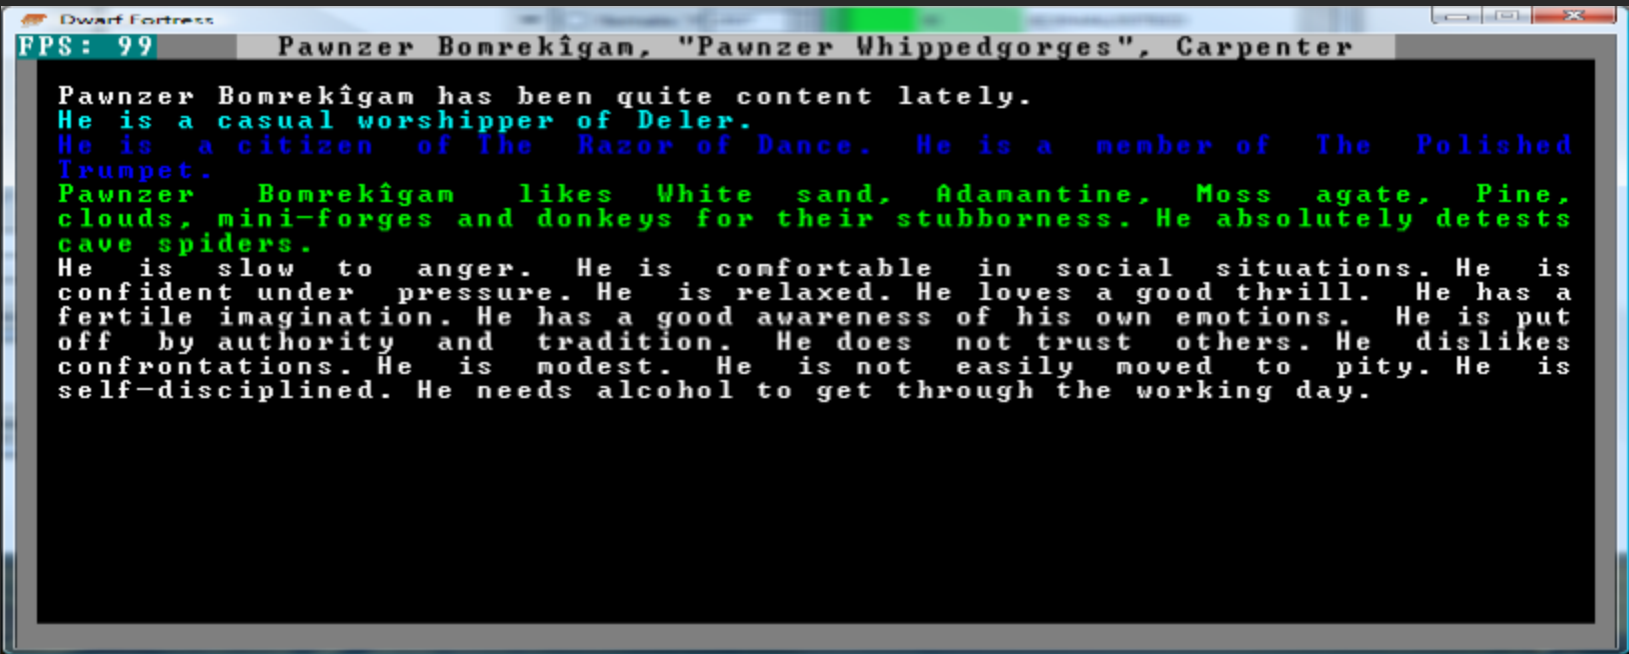 Dwarf Fortress
FPS: 99 Pawnzer Bomrekîgam, "Pawnzer Whippedgorges", Carpenter
Pawnzer Bomrekîgam has been quite content lately.
He is a casual worshipper of Deler.
He is a citizen of The Razor of Dance. He is a member of The Polished
Trumpet.
Pawnzer Bomrekîgam likes White sand, Adamantine, Moss agate, Pine,
clouds, mini-forges and donkeys for their stubborness. He absolutely detests
cave spiders.
He is slow to anger. He is comfortable in social situations. He is
confident under pressure. He is relaxed. He loves a good thrill. He has a
fertile imagination. He has a good awareness of his own emotions. He is put
off by authority and tradition. He does not trust others. He dislikes
confrontations. He is modest. He is not easily moved to pity. He is
self-disciplined. He needs alcohol to get through the working day.